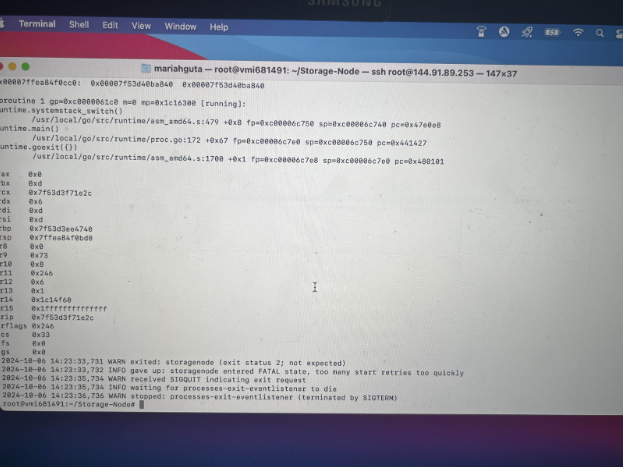 SAMSUNG
Terminal Shell Edit View Window Help
mariahguta — root@vmi681491: ~/Storage-Node — ssh root@144.91.89.253 — 147×37
x00007ffea84f0cc0: 0x00007f53d40ba840 0x00007f53d40ba840
oroutine 1 gp=0xc0000061c0 m=0 mp=0x1c16300 [running]:
untime.systemstack_switch()
/usr/local/go/src/runtime/asm_amd64.s:479 +0x8 fp=0xc00006c750 sp=0xc00006c740 pc=0x47e0e8
untime.main()
/usr/local/go/src/runtime/proc.go:172 +0x67 fp=0xc00006c7e0 sp=0xc00006c750 pc=0x441427
untime.goexit({})
/usr/local/go/src/runtime/asm_amd64.s:1700 +0x1 fp=0xc00006c7e8 sp=0xc00006c7e0 pc=0x480101
ax 0x0
bx 0xd
cx 0x7f53d3f71e2c
dx 0x6
di 0xd
si 0xd
bp 0x7f53d3ee4740
sp 0x7ffea84f0bd0
r8 0x0
r9 0x73
r10 0x8
r11 0x246
r12 0x6
r13 0x1
r14 0x1c14f60
r15 0x1ffffffffffffff
rip 0x7f53d3f71e2c
rflags 0x246
cs 0x33
fs 0x0
gs 0x0
2024-10-06 14:23:33,731 WARN exited: storagenode (exit status 2; not expected)
2024-10-06 14:23:33,732 INFO gave up: storagenode entered FATAL state, too many start retries too quickly
2024-10-06 14:23:35,734 WARN received SIGQUIT indicating exit request
2024-10-06 14:23:35,734 INFO waiting for processes-exit-eventlistener to die
2024-10-06 14:23:36,736 WARN stopped: processes-exit-eventlistener (terminated by SIGTERM)
root@vmi681491:~/Storage-Node#